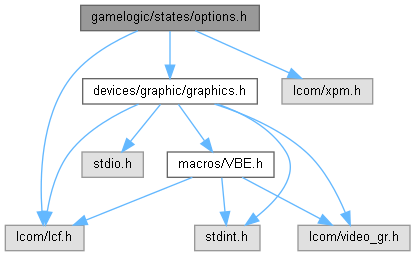 gamelogic/states/options.h
devices/graphic/graphics.h
lcom/xpm.h
stdio.h
macros/VBE.h
lcom/lcf.h
stdint.h
lcom/video_gr.h